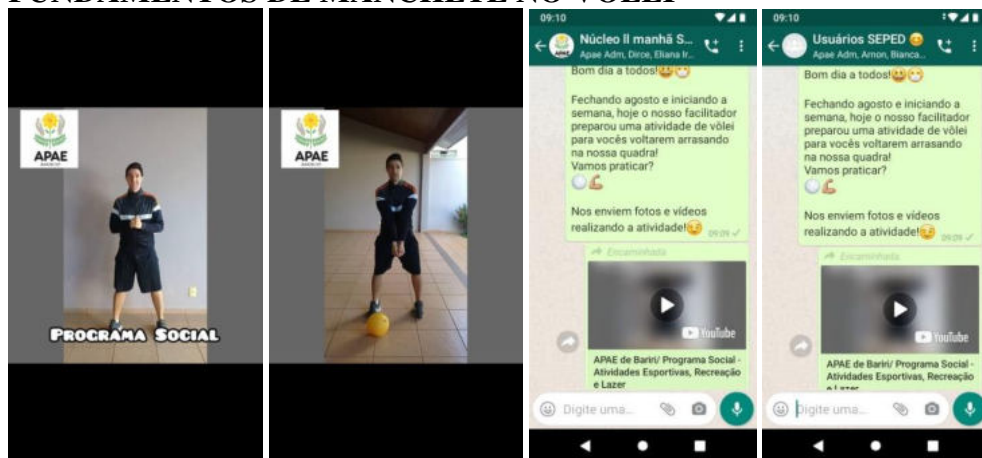 FUNDAMENTOS DE MANCHETE NO VÔLEI
APAE
BARIRI/SP
PROGRAMA SOCIAL
APAE
BARIRI/SP
09:10
Núcleo II manhã S...
Apae Adm, Dirce, Eliana Ir...
Bom dia a todos!
Fechando agosto e iniciando a
semana, hoje o nosso facilitador
preparou uma atividade de vôlei
para vocês voltarem arrasando
na nossa quadra!
Vamos praticar?
Nos enviem fotos e vídeos
realizando a atividade!
09:09
Encaminhada
YouTube
APAE de Bariri/ Programa Social -
Atividades Esportivas, Recreação
e Lazer
Digite uma...
09:10
Usuários SEPED
Apae Adm, Arnon, Bianca...
Bom dia a todos!
Fechando agosto e iniciando a
semana, hoje o nosso facilitador
preparou uma atividade de vôlei
para vocês voltarem arrasando
na nossa quadra!
Vamos praticar?
Nos enviem fotos e vídeos
realizando a atividade!
09:09
Encaminhada
YouTube
APAE de Bariri/ Programa Social -
Atividades Esportivas, Recreação
e Lazer
Digite uma...